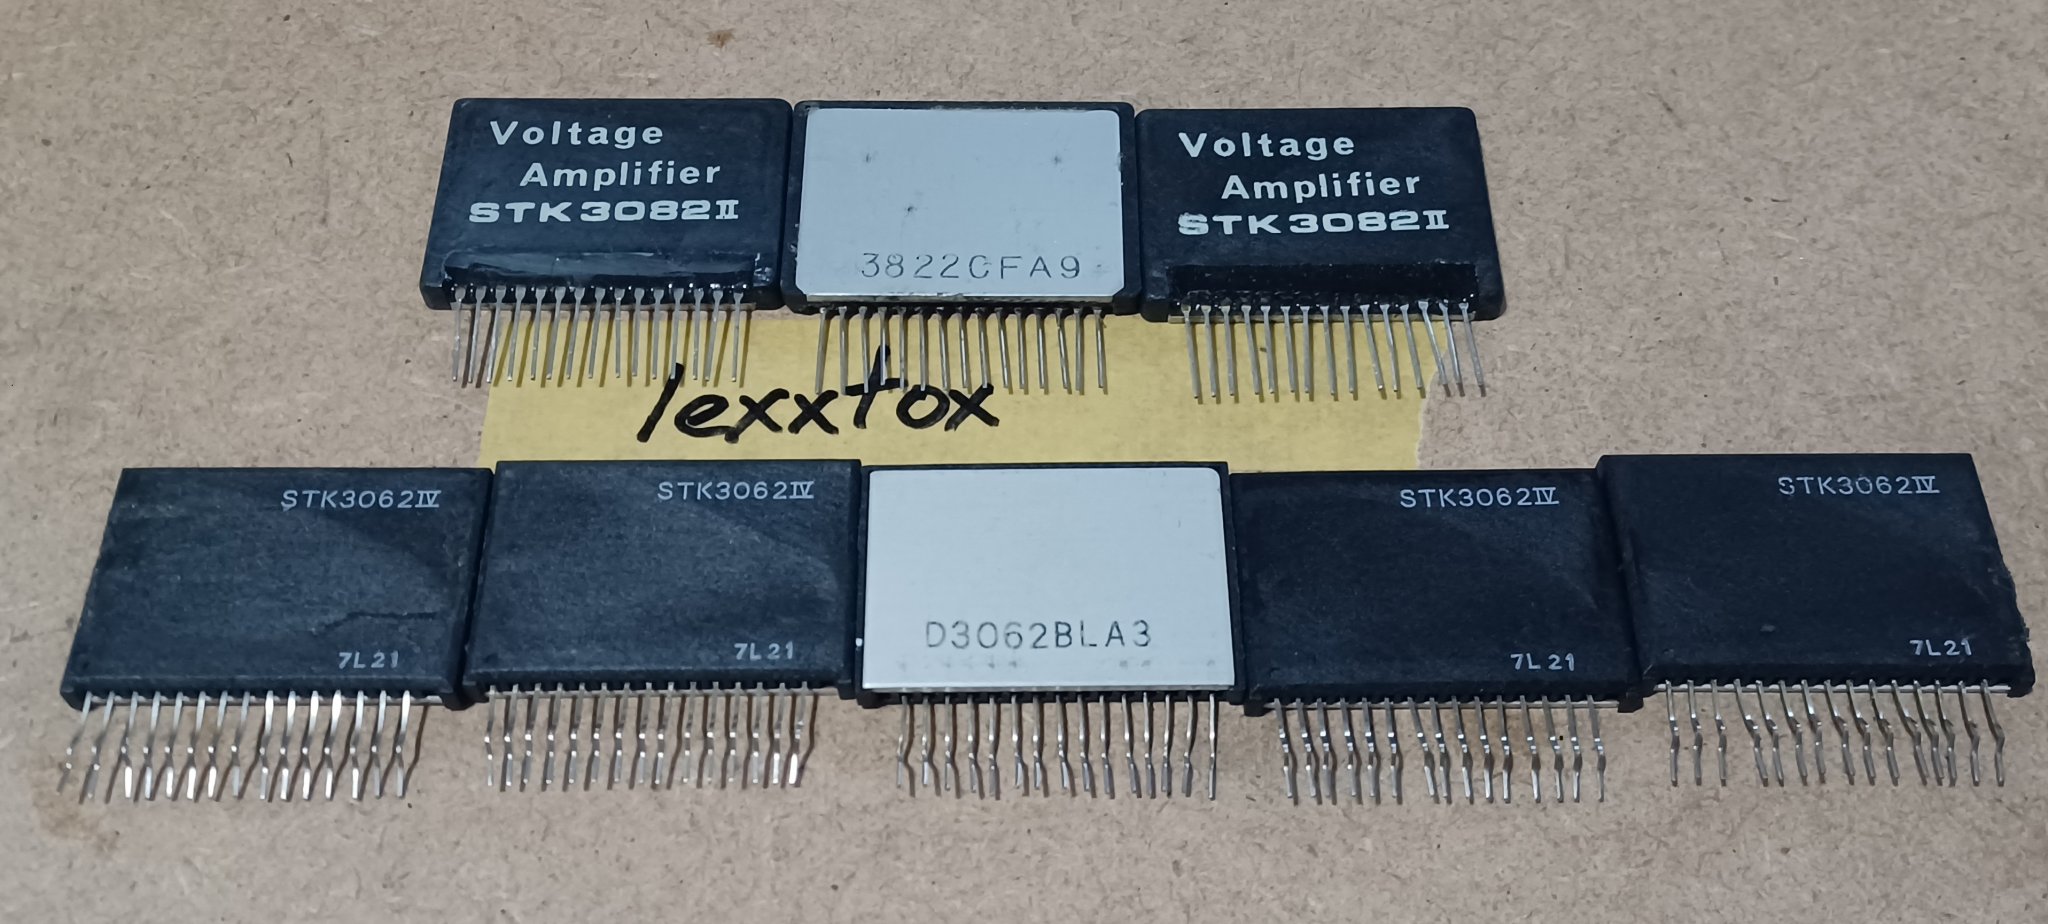 Voltage
Amplifier
STK3082II
3822CFA9
Voltage
Amplifier
STK3082II
lexxtox
STK3062IV
7L21
STK3062IV
7L21
D3062BLA3
STK3062IV
7L21
STK3062IV
7L21